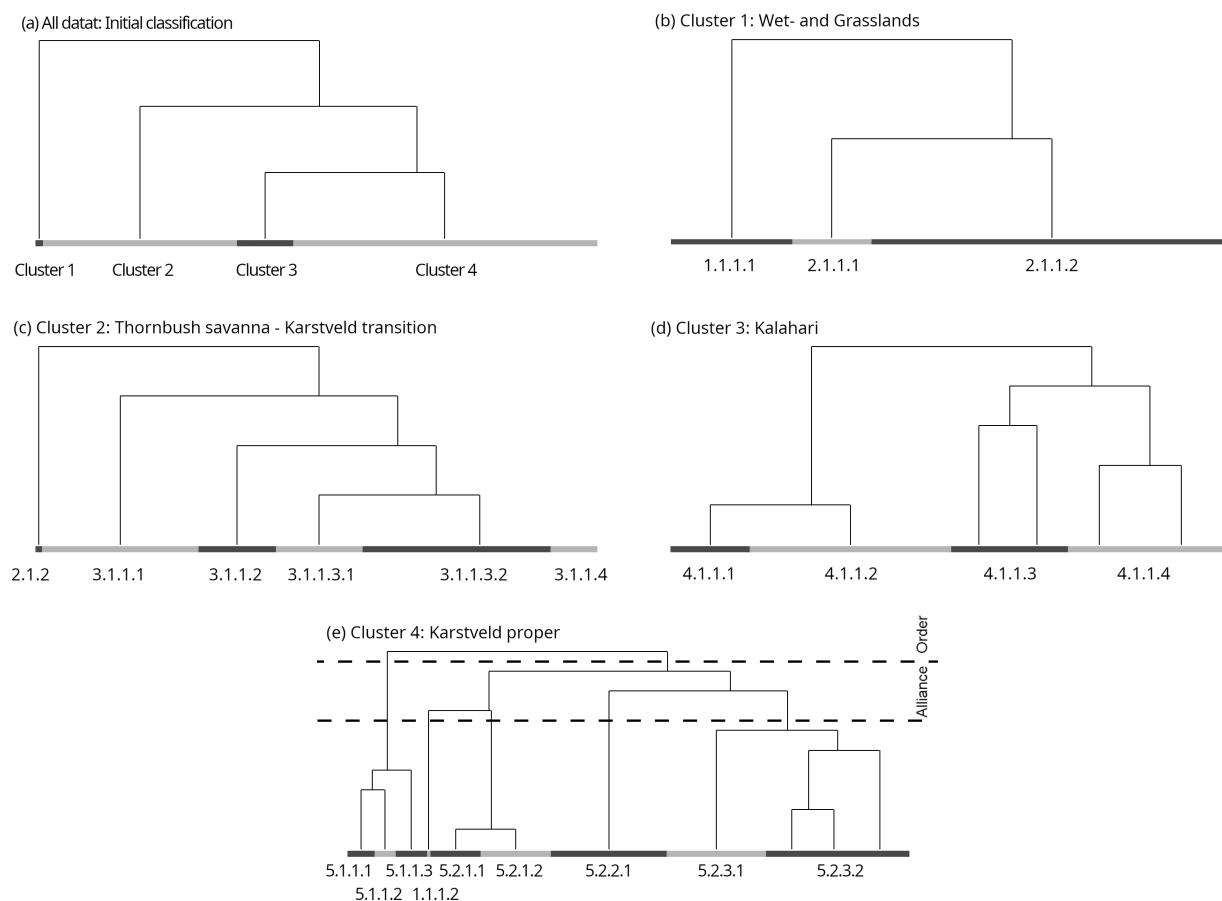 (a) All datat: Initial classification
Cluster 1 Cluster 2 Cluster 3 Cluster 4
(b) Cluster 1: Wet- and Grasslands
1.1.1.1 2.1.1.1 2.1.1.2
(c) Cluster 2: Thornbush savanna - Karstveld transition
2.1.2 3.1.1.1 3.1.1.2 3.1.1.3.1 3.1.1.3.2 3.1.1.4
(d) Cluster 3: Kalahari
4.1.1.1 4.1.1.2 4.1.1.3 4.1.1.4
(e) Cluster 4: Karstveld proper
Order
Alliance
5.1.1.1 5.1.1.3 5.2.1.1 5.2.1.2 5.2.2.1 5.2.3.1 5.2.3.2
5.1.1.2 1.1.1.2